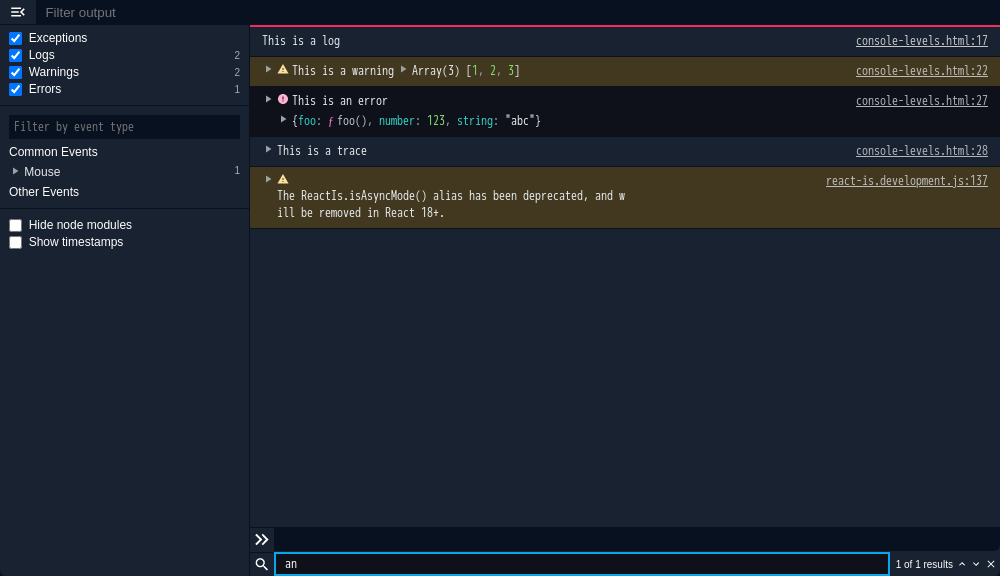 Filter output
Exceptions
Logs 2
Warnings 2
Errors 1
Filter by event type
Common Events
Mouse 1
Other Events
Hide node modules
Show timestamps
This is a log console-levels.html:17
This is a warning Array(3) [1, 2, 3] console-levels.html:22
This is an error console-levels.html:27
{foo: ƒ foo(), number: 123, string: "abc"}
This is a trace console-levels.html:28
react-is.development.js:137
The ReactIs.isAsyncMode() alias has been deprecated, and w
ill be removed in React 18+.
an 1 of 1 results